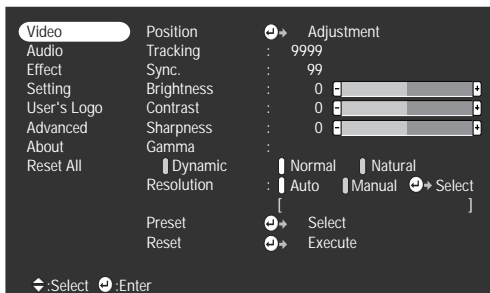 Video Position Adjustment
Audio Tracking : 9999
Effect Sync. : 99
Setting Brightness : 0 - +
User's Logo Contrast : 0 - +
Advanced Sharpness : 0 - +
About Gamma :
Reset All Dynamic Normal Natural
Resolution : Auto Manual Select
[ ]
Preset Select
Reset Execute
:Select :Enter